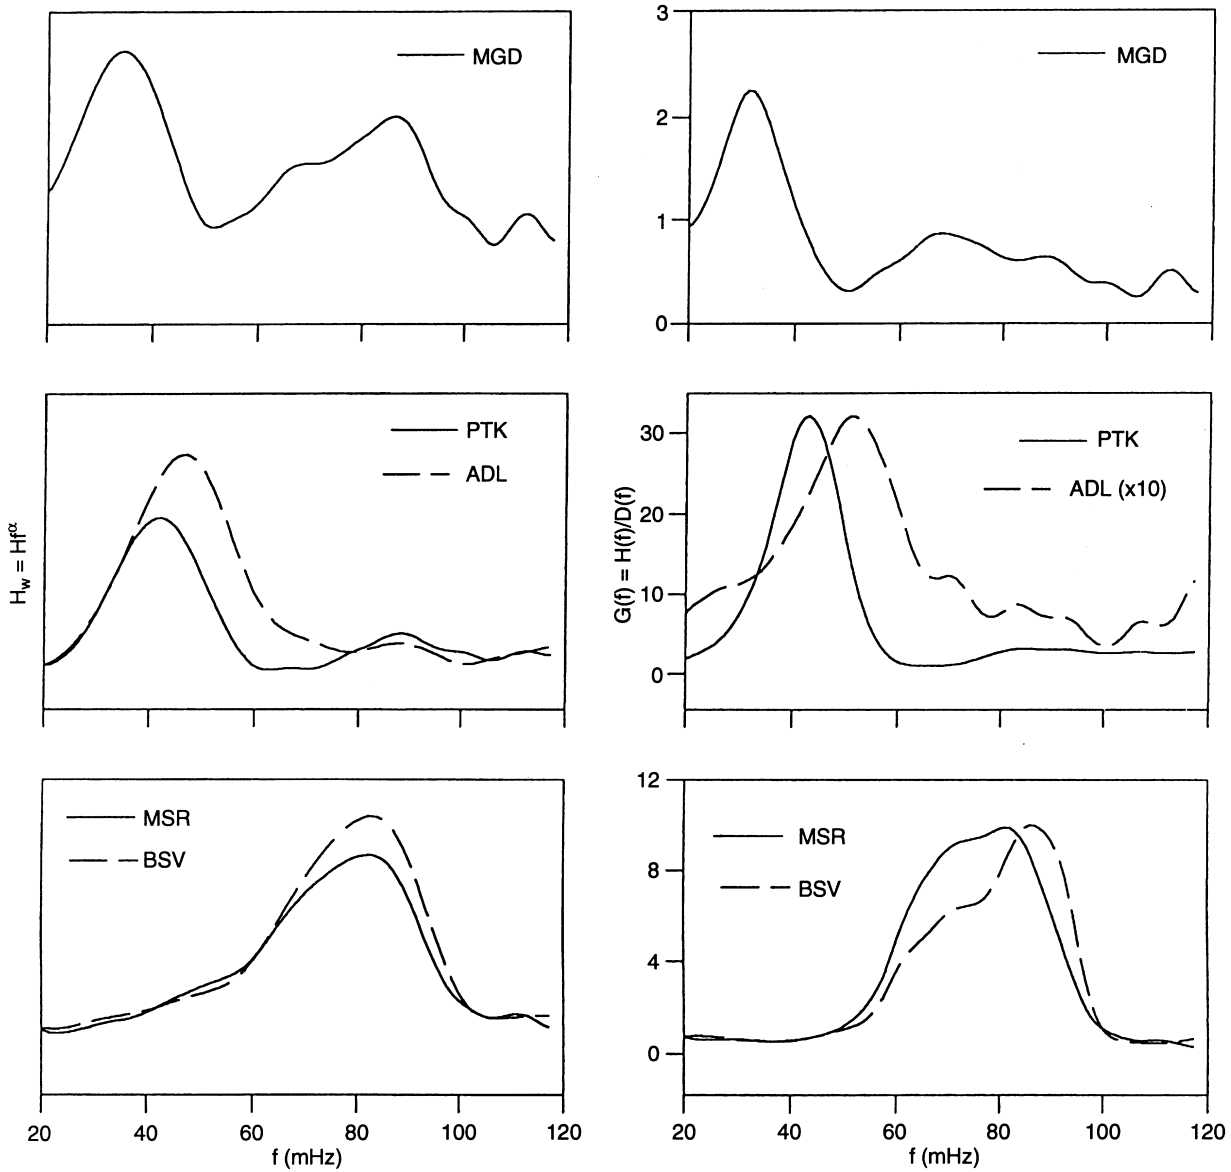 MGD
3
2
1
0
MGD
H_w = Hf^α
PTK
ADL
G(f) = H(f)/D(f)
30
20
10
0
PTK
ADL (x10)
MSR
BSV
20 40 60 80 100 120
f (mHz)
12
8
4
0
MSR
BSV
20 40 60 80 100 120
f (mHz)